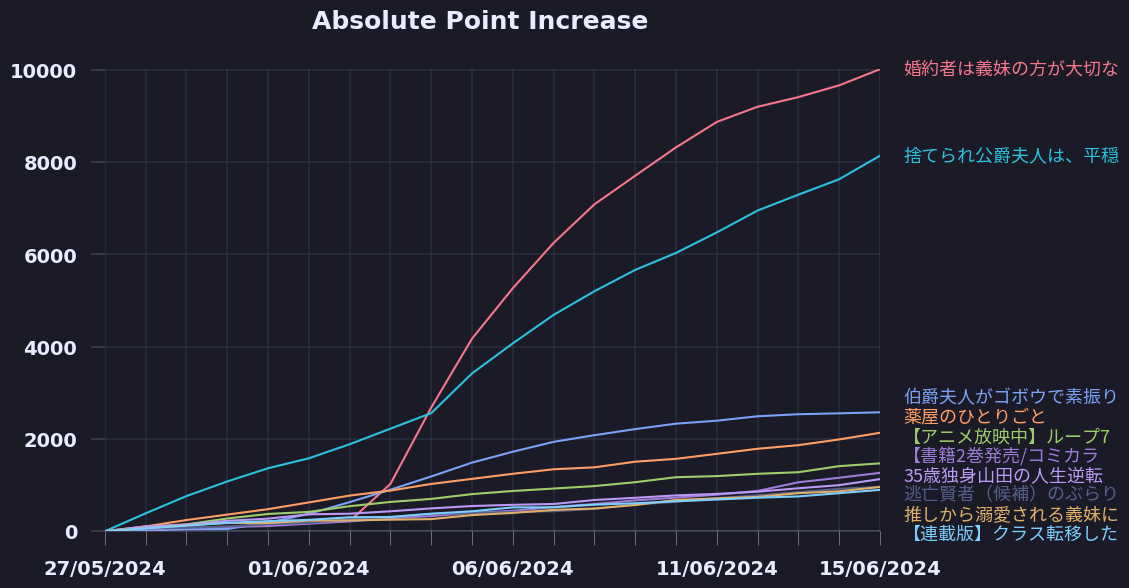 Absolute Point Increase
10000
8000
6000
4000
2000
0
27/05/2024
01/06/2024
06/06/2024
11/06/2024
15/06/2024
婚約者は義妹の方が大切な
捨てられ公爵夫人は、平穏
伯爵夫人がゴボウで素振り
薬屋のひとりごと
【アニメ放映中】ループ7
【書籍2巻発売/コミカラ
35歳独身山田の人生逆転
逃亡賢者（候補）のぶらり
推しから溺愛される義妹に
【連載版】クラス転移した